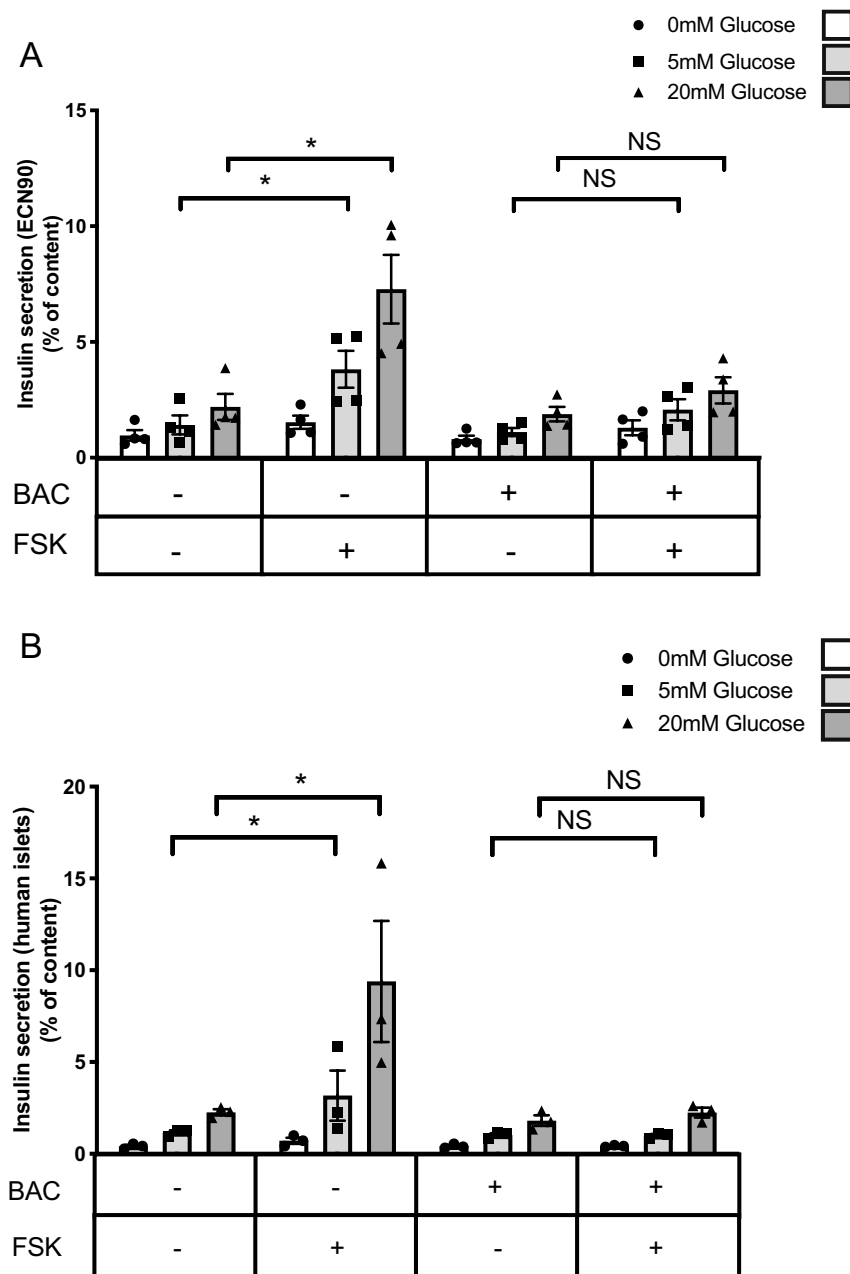 A
0mM Glucose
5mM Glucose
20mM Glucose
Insulin secretion (ECN90)
(% of content)
15
10
5
0
* * NS NS
BAC - - + +
FSK - + - +
B
0mM Glucose
5mM Glucose
20mM Glucose
Insulin secretion (human islets)
(% of content)
20
15
10
5
0
* * NS NS
BAC - - + +
FSK - + - +